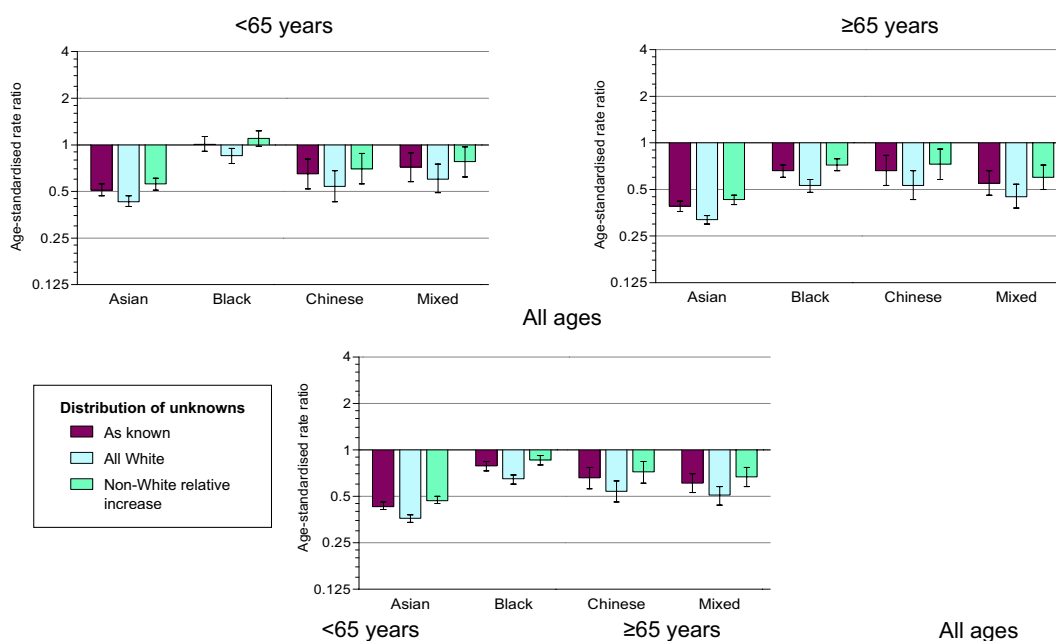 <65 years
Age-standardised rate ratio
4
2
1
0.5
0.25
0.125
Asian Black Chinese Mixed
≥65 years
Age-standardised rate ratio
4
2
1
0.5
0.25
0.125
Asian Black Chinese Mixed
All ages
Age-standardised rate ratio
4
2
1
0.5
0.25
0.125
Asian Black Chinese Mixed
Distribution of unknowns
As known
All White
Non-White relative
increase
<65 years ≥65 years All ages